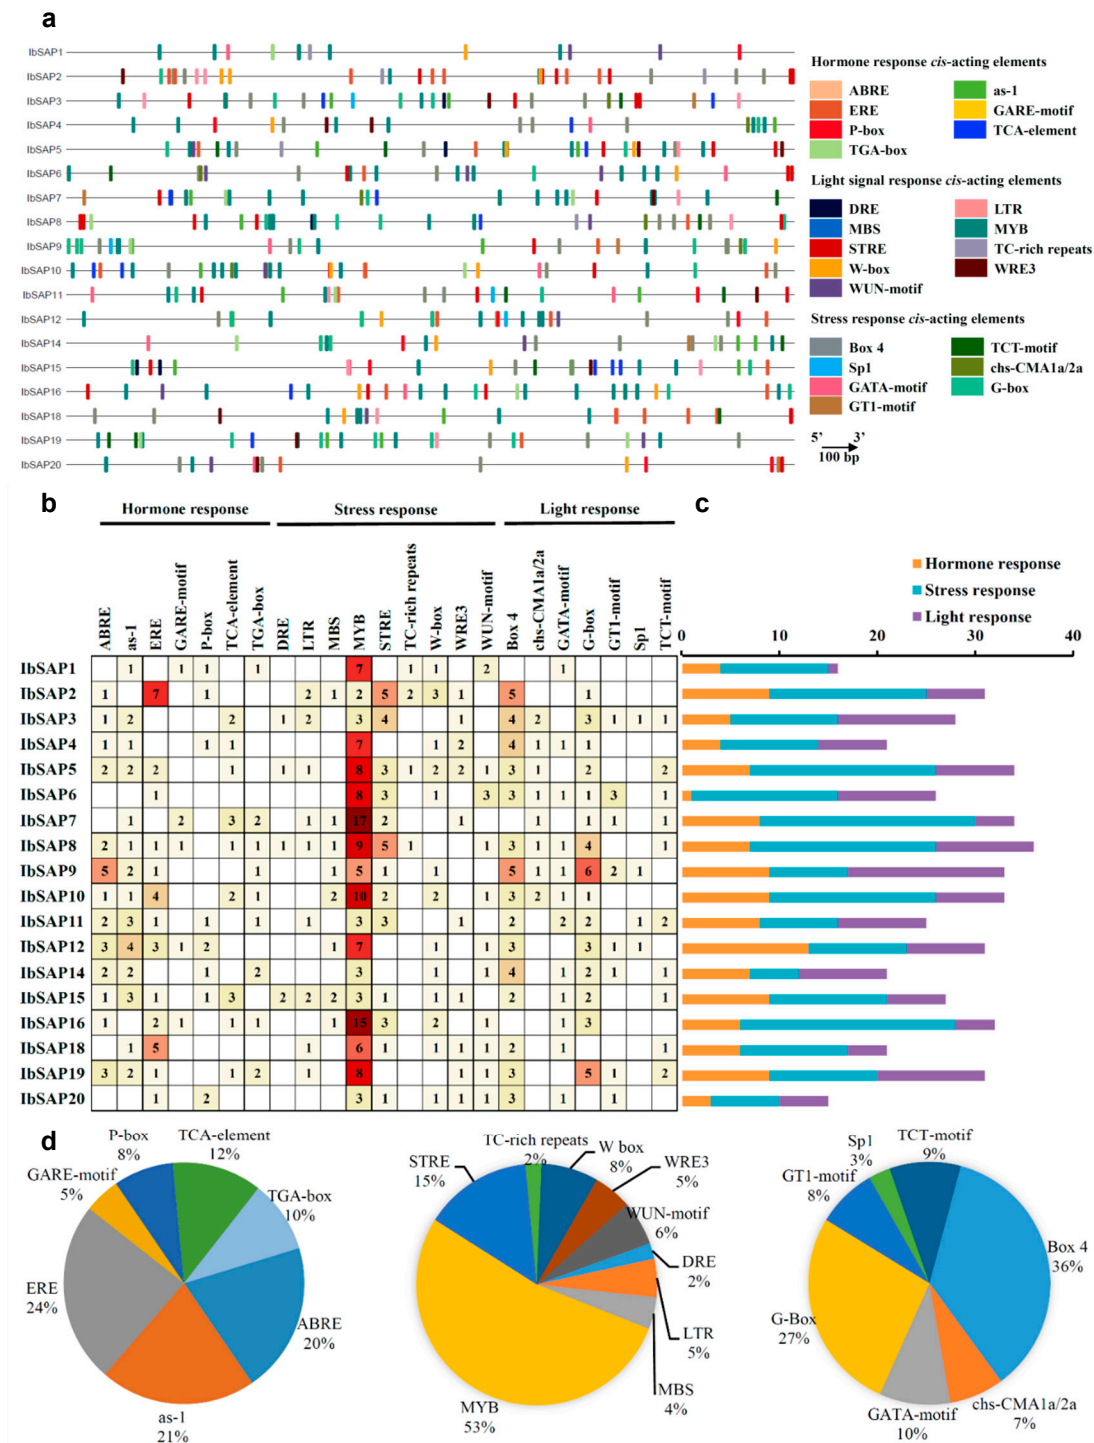 a
IbSAP1
IbSAP2
IbSAP3
IbSAP4
IbSAP5
IbSAP6
IbSAP7
IbSAP8
IbSAP9
IbSAP10
IbSAP11
IbSAP12
IbSAP14
IbSAP15
IbSAP16
IbSAP18
IbSAP19
IbSAP20
Hormone response cis-acting elements
ABRE as-1
ERE GARE-motif
P-box TCA-element
TGA-box
Light signal response cis-acting elements
DRE LTR
MBS MYB
STRE TC-rich repeats
W-box WRE3
WUN-motif
Stress response cis-acting elements
Box 4 TCT-motif
Sp1 chs-CMA1a/2a
GATA-motif G-box
GT1-motif
5’ 3’
100 bp
b
Hormone response Stress response Light response
ABRE as-1 ERE GARE-motif P-box TCA-element TGA-box DRE LTR MBS MYB STRE TC-rich repeats W-box WRE3 WUN-motif Box 4 chs-CMA1a/2a GATA-motif G-box GT1-motif Sp1 TCT-motif
IbSAP1 1 1 1 1 7 1 1 2 1
IbSAP2 1 7 1 2 1 2 5 2 3 1 5 1
IbSAP3 1 2 2 1 2 3 4 1 4 2 3 1 1 1
IbSAP4 1 1 1 1 7 1 2 4 1 1 1
IbSAP5 2 2 2 1 1 1 8 3 1 2 2 1 3 1 2 2
IbSAP6 1 8 3 1 3 3 1 1 1 3 1
IbSAP7 1 2 3 2 1 1 17 2 1 1 1 1 1
IbSAP8 2 1 1 1 1 1 1 1 1 9 5 1 1 3 1 1 4 1
IbSAP9 5 2 1 1 1 5 1 1 5 1 1 6 2 1
IbSAP10 1 1 4 2 1 2 10 2 2 1 3 2 1 1
IbSAP11 2 3 1 1 1 1 3 3 1 2 2 2 1 2
IbSAP12 3 4 3 1 2 1 7 1 1 3 3 1 1
IbSAP14 2 2 1 2 3 1 1 4 1 2 1 1
IbSAP15 1 3 1 1 3 2 2 2 3 1 1 1 2 1 2 1
IbSAP16 1 2 1 1 1 1 15 3 2 1 1 3
IbSAP18 1 5 1 6 1 1 1 1 2 1 1
IbSAP19 3 2 1 1 2 1 8 1 1 3 5 1 2
IbSAP20 1 2 3 1 1 1 1 3 1 1
c
Hormone response
Stress response
Light response
0 10 20 30 40
d
P-box
8%
TCA-element
12%
GARE-motif
5%
TGA-box
10%
ERE
24%
ABRE
20%
as-1
21%
TC-rich repeats
2%
W box
8%
STRE
15%
WRE3
5%
WUN-motif
6%
DRE
2%
LTR
5%
MBS
4%
MYB
53%
Sp1
3%
TCT-motif
9%
GT1-motif
8%
Box 4
36%
G-Box
27%
GATA-motif
10%
chs-CMA1a/2a
7%